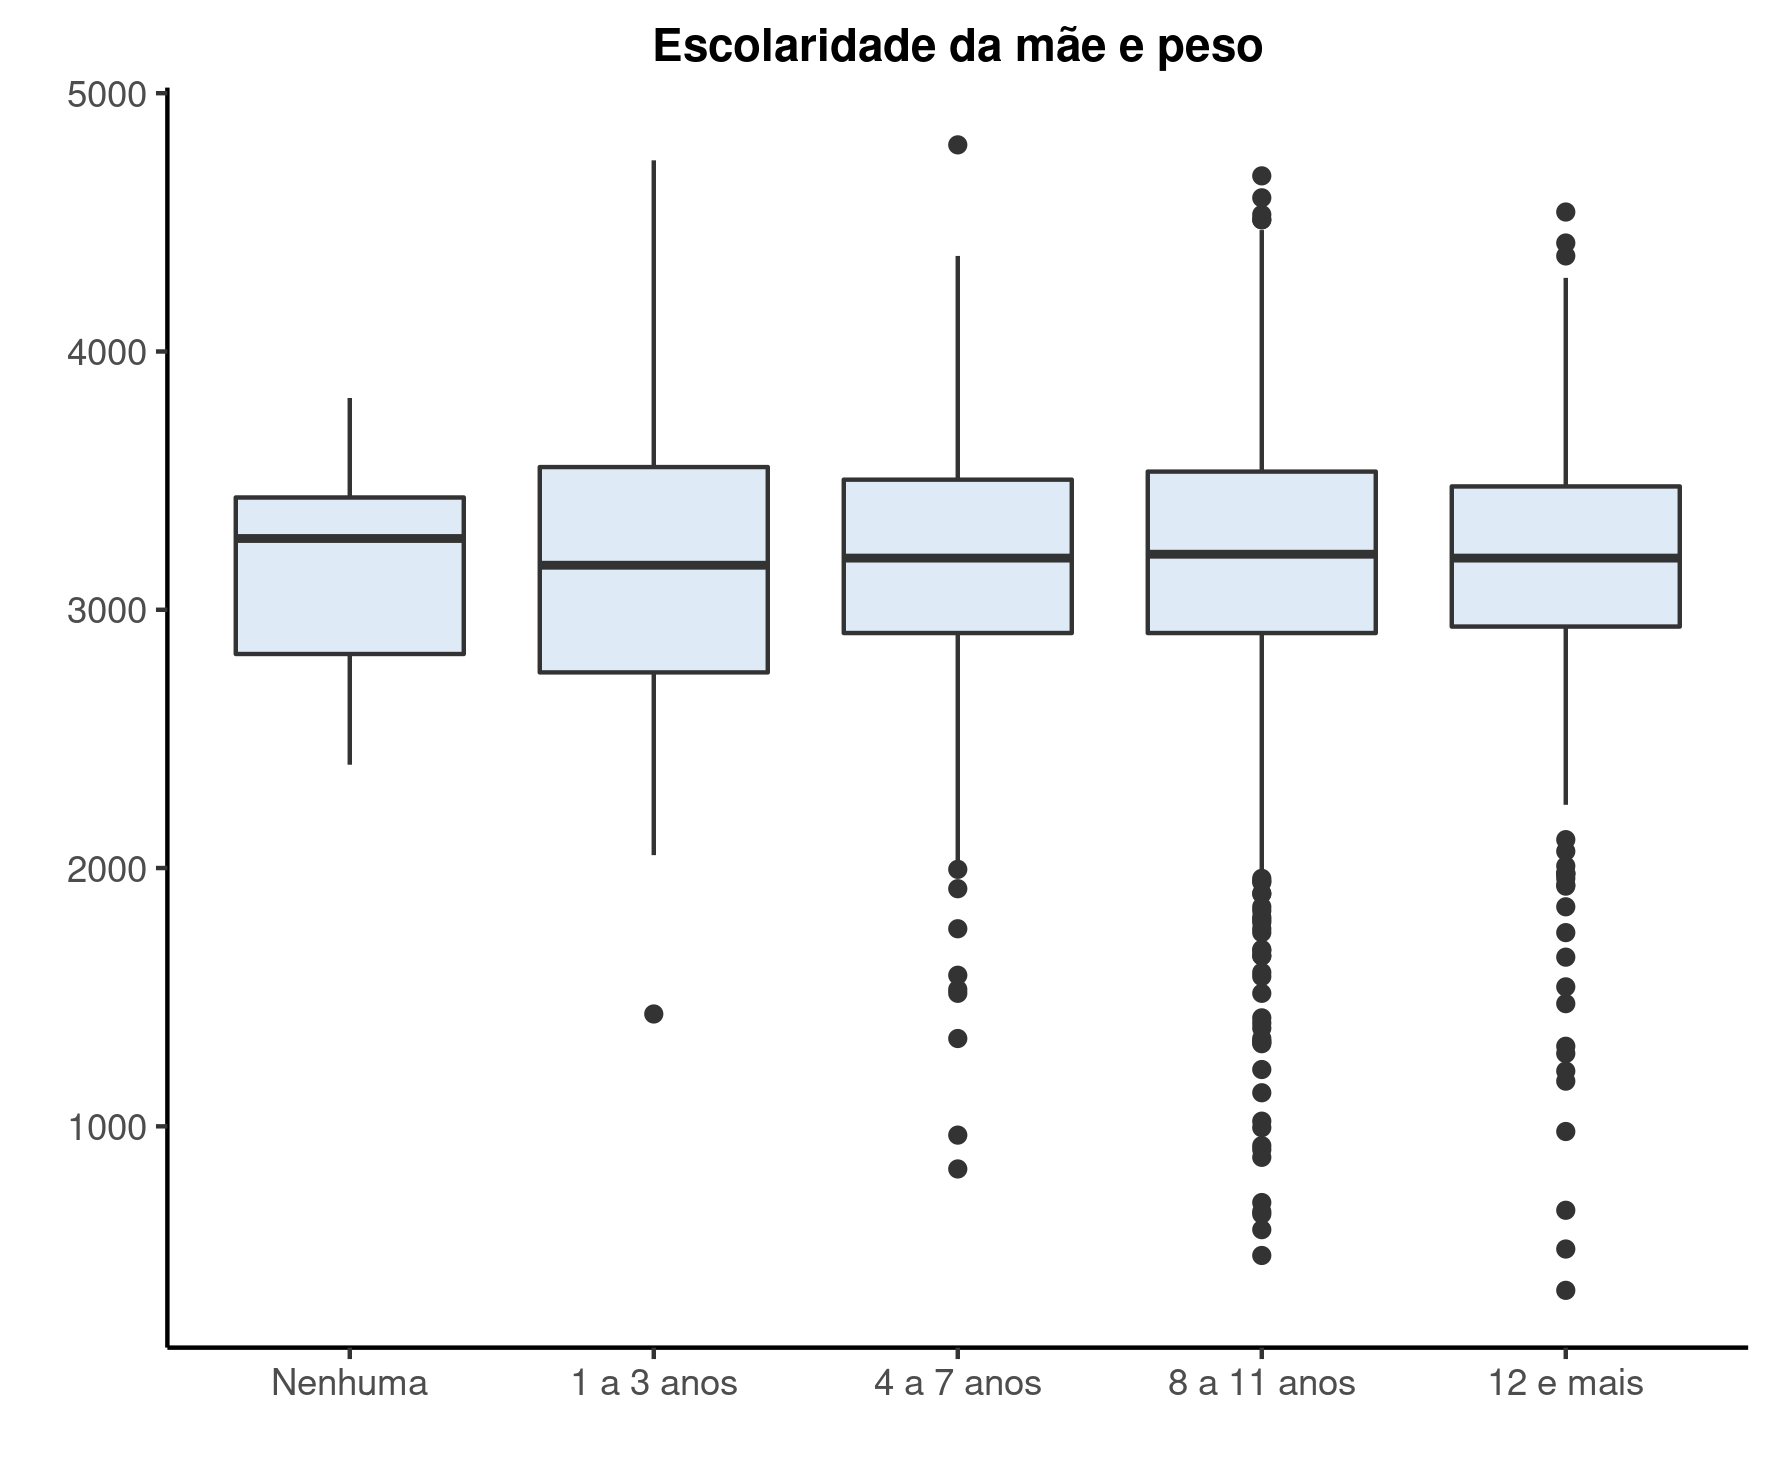 Escolaridade da mãe e peso
5000
4000
3000
2000
1000
Nenhuma
1 a 3 anos
4 a 7 anos
8 a 11 anos
12 e mais